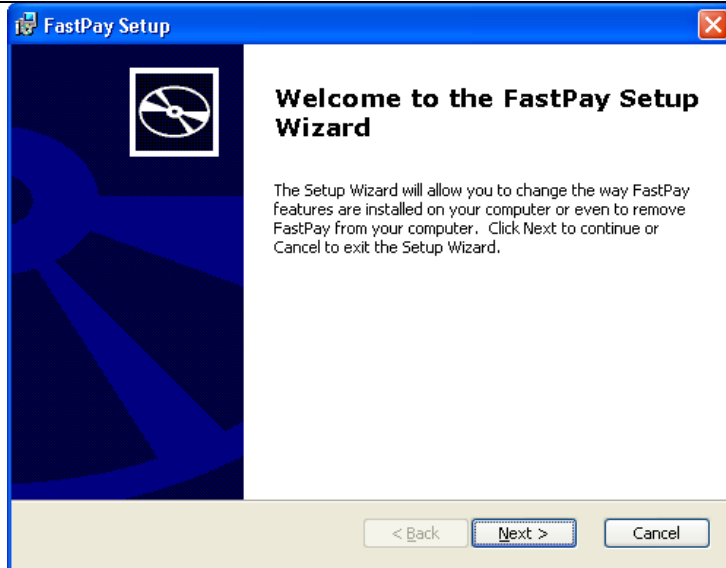 FastPay Setup
Welcome to the FastPay Setup
Wizard
The Setup Wizard will allow you to change the way FastPay
features are installed on your computer or even to remove
FastPay from your computer.  Click Next to continue or
Cancel to exit the Setup Wizard.
< Back
Next >
Cancel